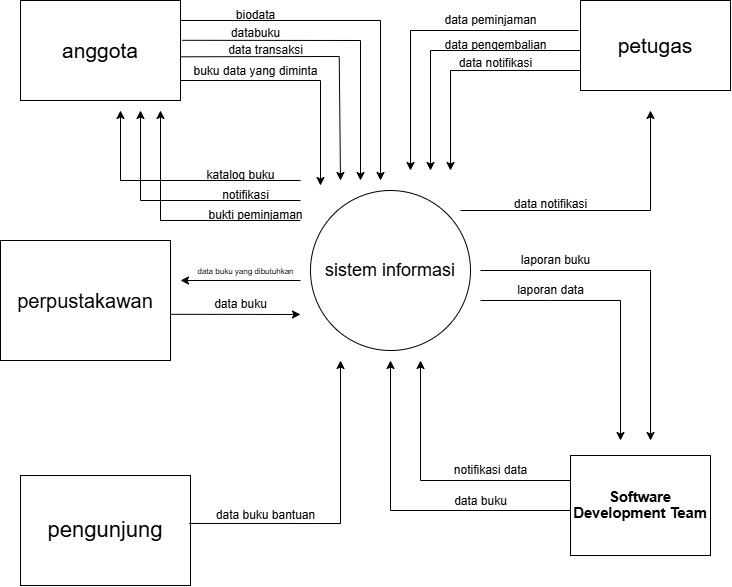 biodata
databuku
data transaksi
buku data yang diminta
anggota
data peminjaman
data pengembalian
data notifikasi
petugas
katalog buku
notifikasi
bukti peminjaman
data notifikasi
sistem informasi
data buku yang dibutuhkan
data buku
perpustakawan
laporan buku
laporan data
notifikasi data
data buku
Software
Development Team
data buku bantuan
pengunjung